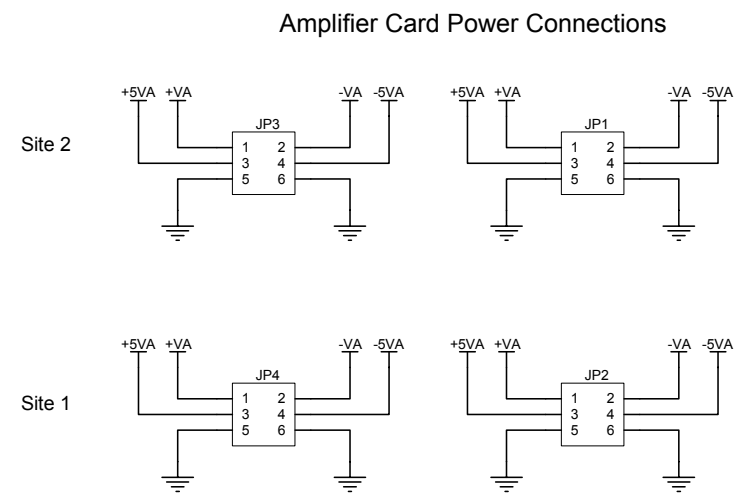 Amplifier Card Power Connections
+5VA +VA -VA -5VA +5VA +VA -VA -5VA
JP3 JP1
Site 2
1 2 1 2
3 4 3 4
5 6 5 6
+5VA +VA -VA -5VA +5VA +VA -VA -5VA
JP4 JP2
Site 1
1 2 1 2
3 4 3 4
5 6 5 6